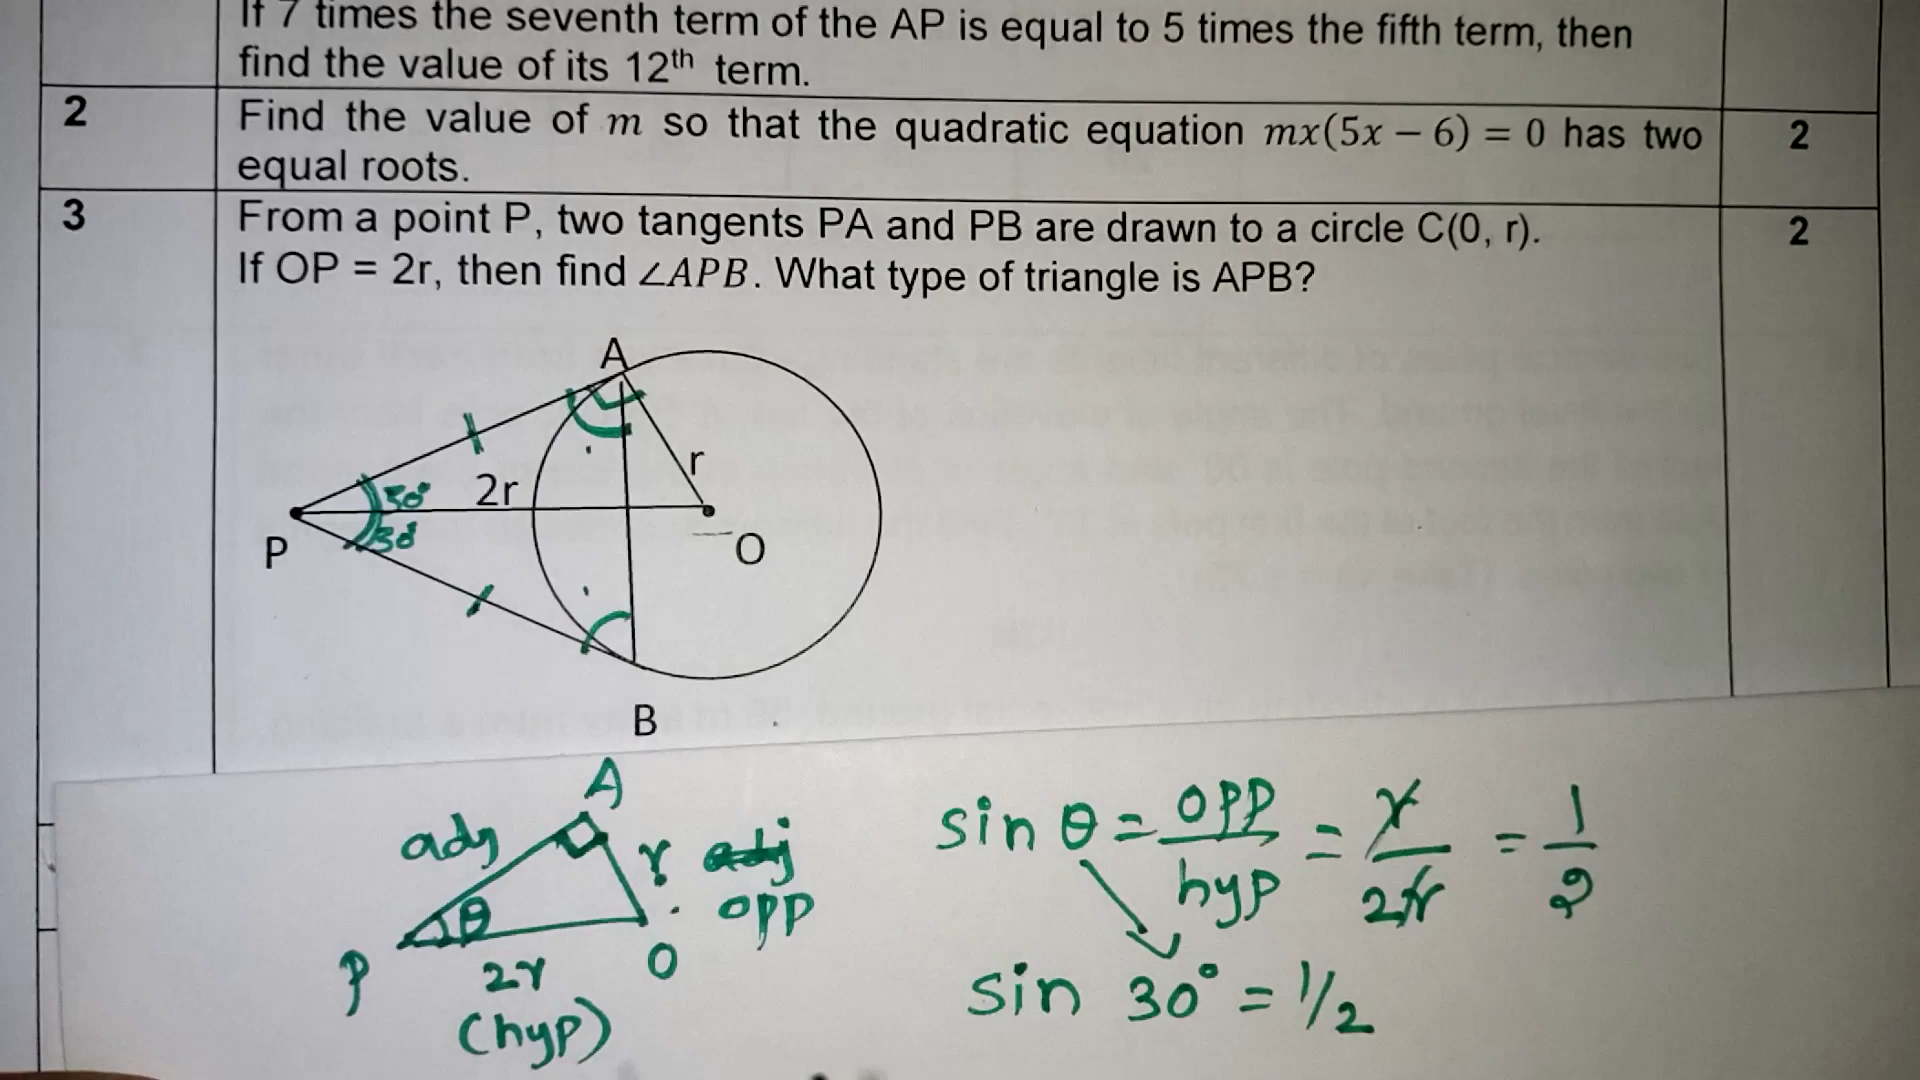 If 7 times the seventh term of the AP is equal to 5 times the fifth term, then
find the value of its 12th term.
2 Find the value of m so that the quadratic equation mx(5x − 6) = 0 has two 2
equal roots.
3 From a point P, two tangents PA and PB are drawn to a circle C(0, r). 2
If OP = 2r, then find ∠APB. What type of triangle is APB?
A
r
30° 2r
30
P O
B
A
adj r adj sin θ = opp/hyp = r/2r = 1/2
θ opp
P 2r O
(hyp) sin 30° = 1/2